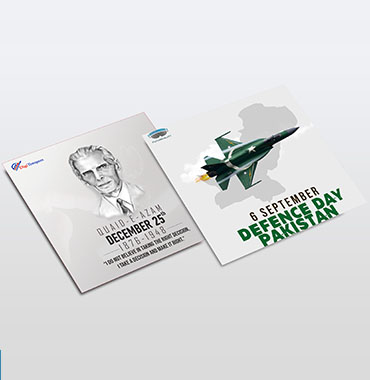 QUAID-E-AZAM
DECEMBER 25th
1876-1948
"I DO NOT BELIEVE IN TAKING THE RIGHT DECISION,
I TAKE A DECISION AND MAKE IT RIGHT."
6 SEPTEMBER
DEFENCE DAY
PAKISTAN